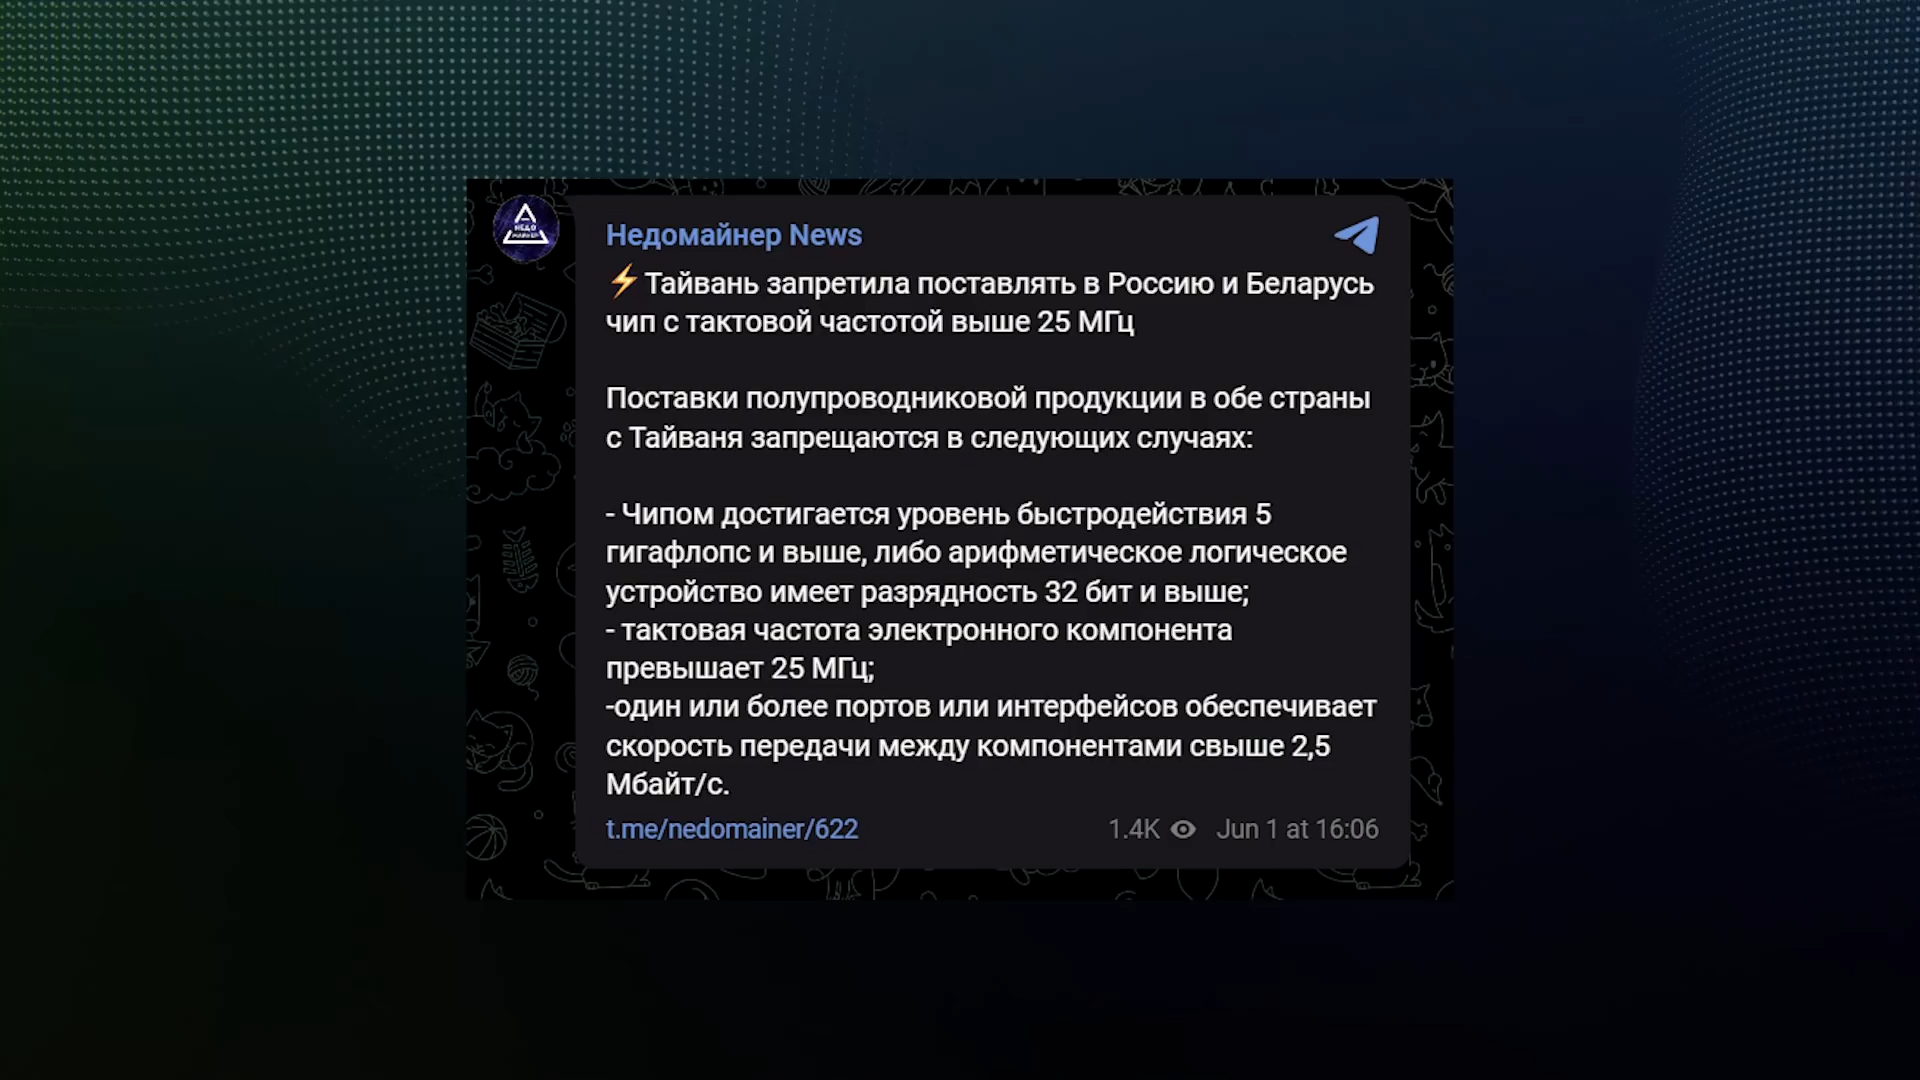 Недомайнер News
⚡Тайвань запретила поставлять в Россию и Беларусь
чип с тактовой частотой выше 25 МГц
Поставки полупроводниковой продукции в обе страны
с Тайваня запрещаются в следующих случаях:
- Чипом достигается уровень быстродействия 5
гигафлопс и выше, либо арифметическое логическое
устройство имеет разрядность 32 бит и выше;
- тактовая частота электронного компонента
превышает 25 МГц;
-один или более портов или интерфейсов обеспечивает
скорость передачи между компонентами свыше 2,5
Мбайт/с.
t.me/nedomainer/622 1.4K Jun 1 at 16:06